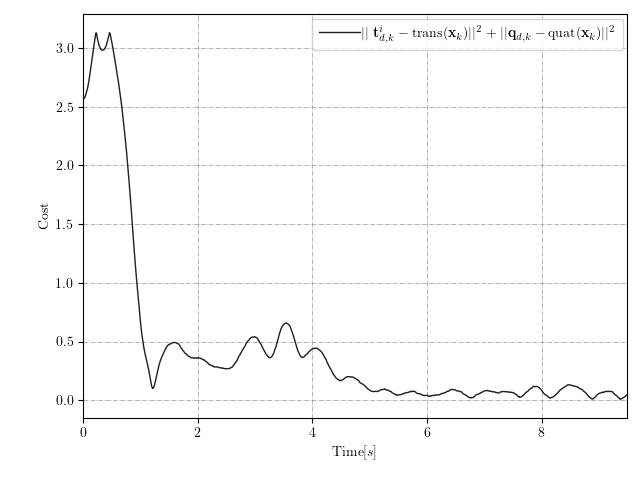 || t^i_{d,k} − trans(x_k)||² + ||q_{d,k} − quat(x_k)||²
3.0
2.5
2.0
1.5
1.0
0.5
0.0
Cost
0 2 4 6 8
Time[s]